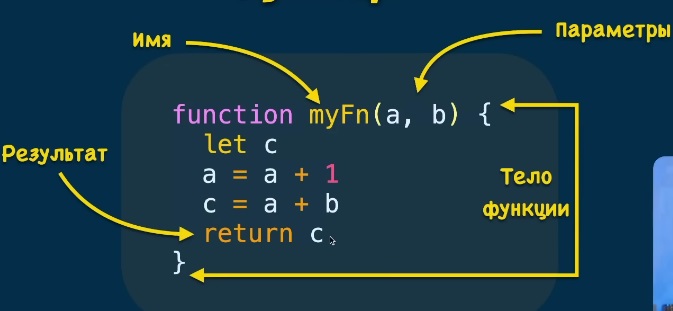 Имя
Параметры
function myFn(a, b) {
let c
Результат
a = a + 1
Тело
функции
c = a + b
return c
}